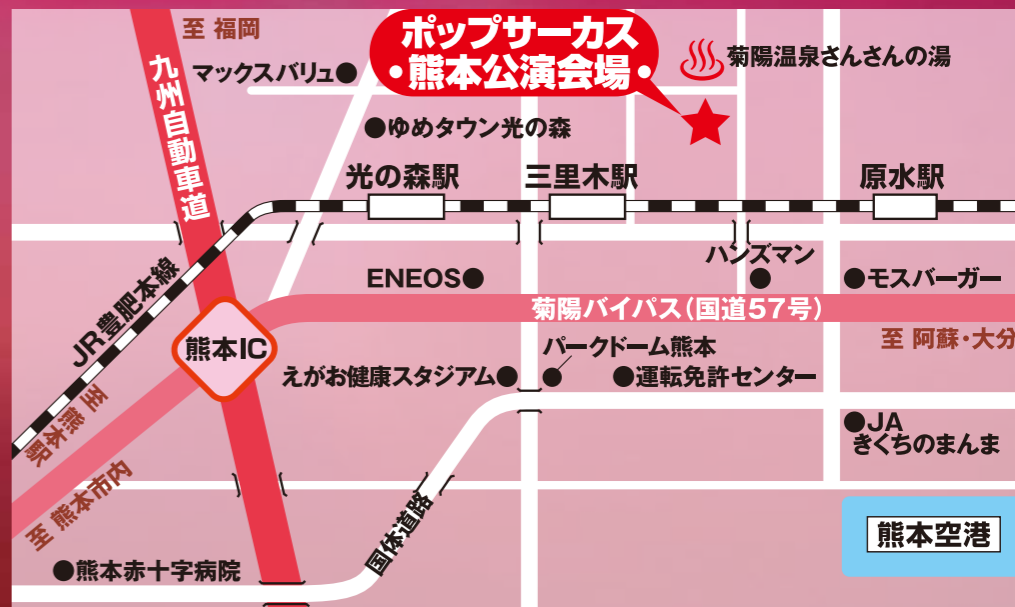 至 福岡
ポップサーカス
・熊本公演会場・
菊陽温泉さんさんの湯
マックスバリュ●
九州自動車道
●ゆめタウン光の森
光の森駅
三里木駅
原水駅
ハンズマン
ENEOS●
●モスバーガー
JR豊肥本線
菊陽バイパス(国道57号)
至 阿蘇・大分
熊本IC
パークドーム熊本
えがお健康スタジアム●
●運転免許センター
至 熊本駅
●JA
きくちのまんま
至 熊本市内
国体道路
熊本空港
●熊本赤十字病院